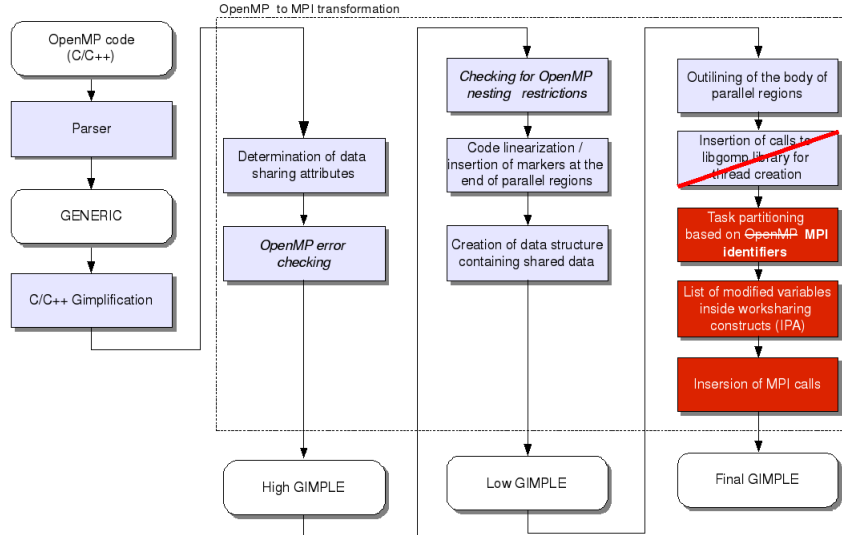 OpenMP to MPI transformation
OpenMP code
(C/C++)
Parser
GENERIC
C/C++ Gimplification
Determination of data
sharing attributes
OpenMP error
checking
High GIMPLE
Checking for OpenMP
nesting restrictions
Code linearization /
insertion of markers at the
end of parallel regions
Creation of data structure
containing shared data
Low GIMPLE
Outilining of the body of
parallel regions
Insertion of calls to
libgomp library for
thread creation
Task partitioning
based on OpenMP MPI
identifiers
List of modified variables
inside worksharing
constructs (IPA)
Insersion of MPI calls
Final GIMPLE